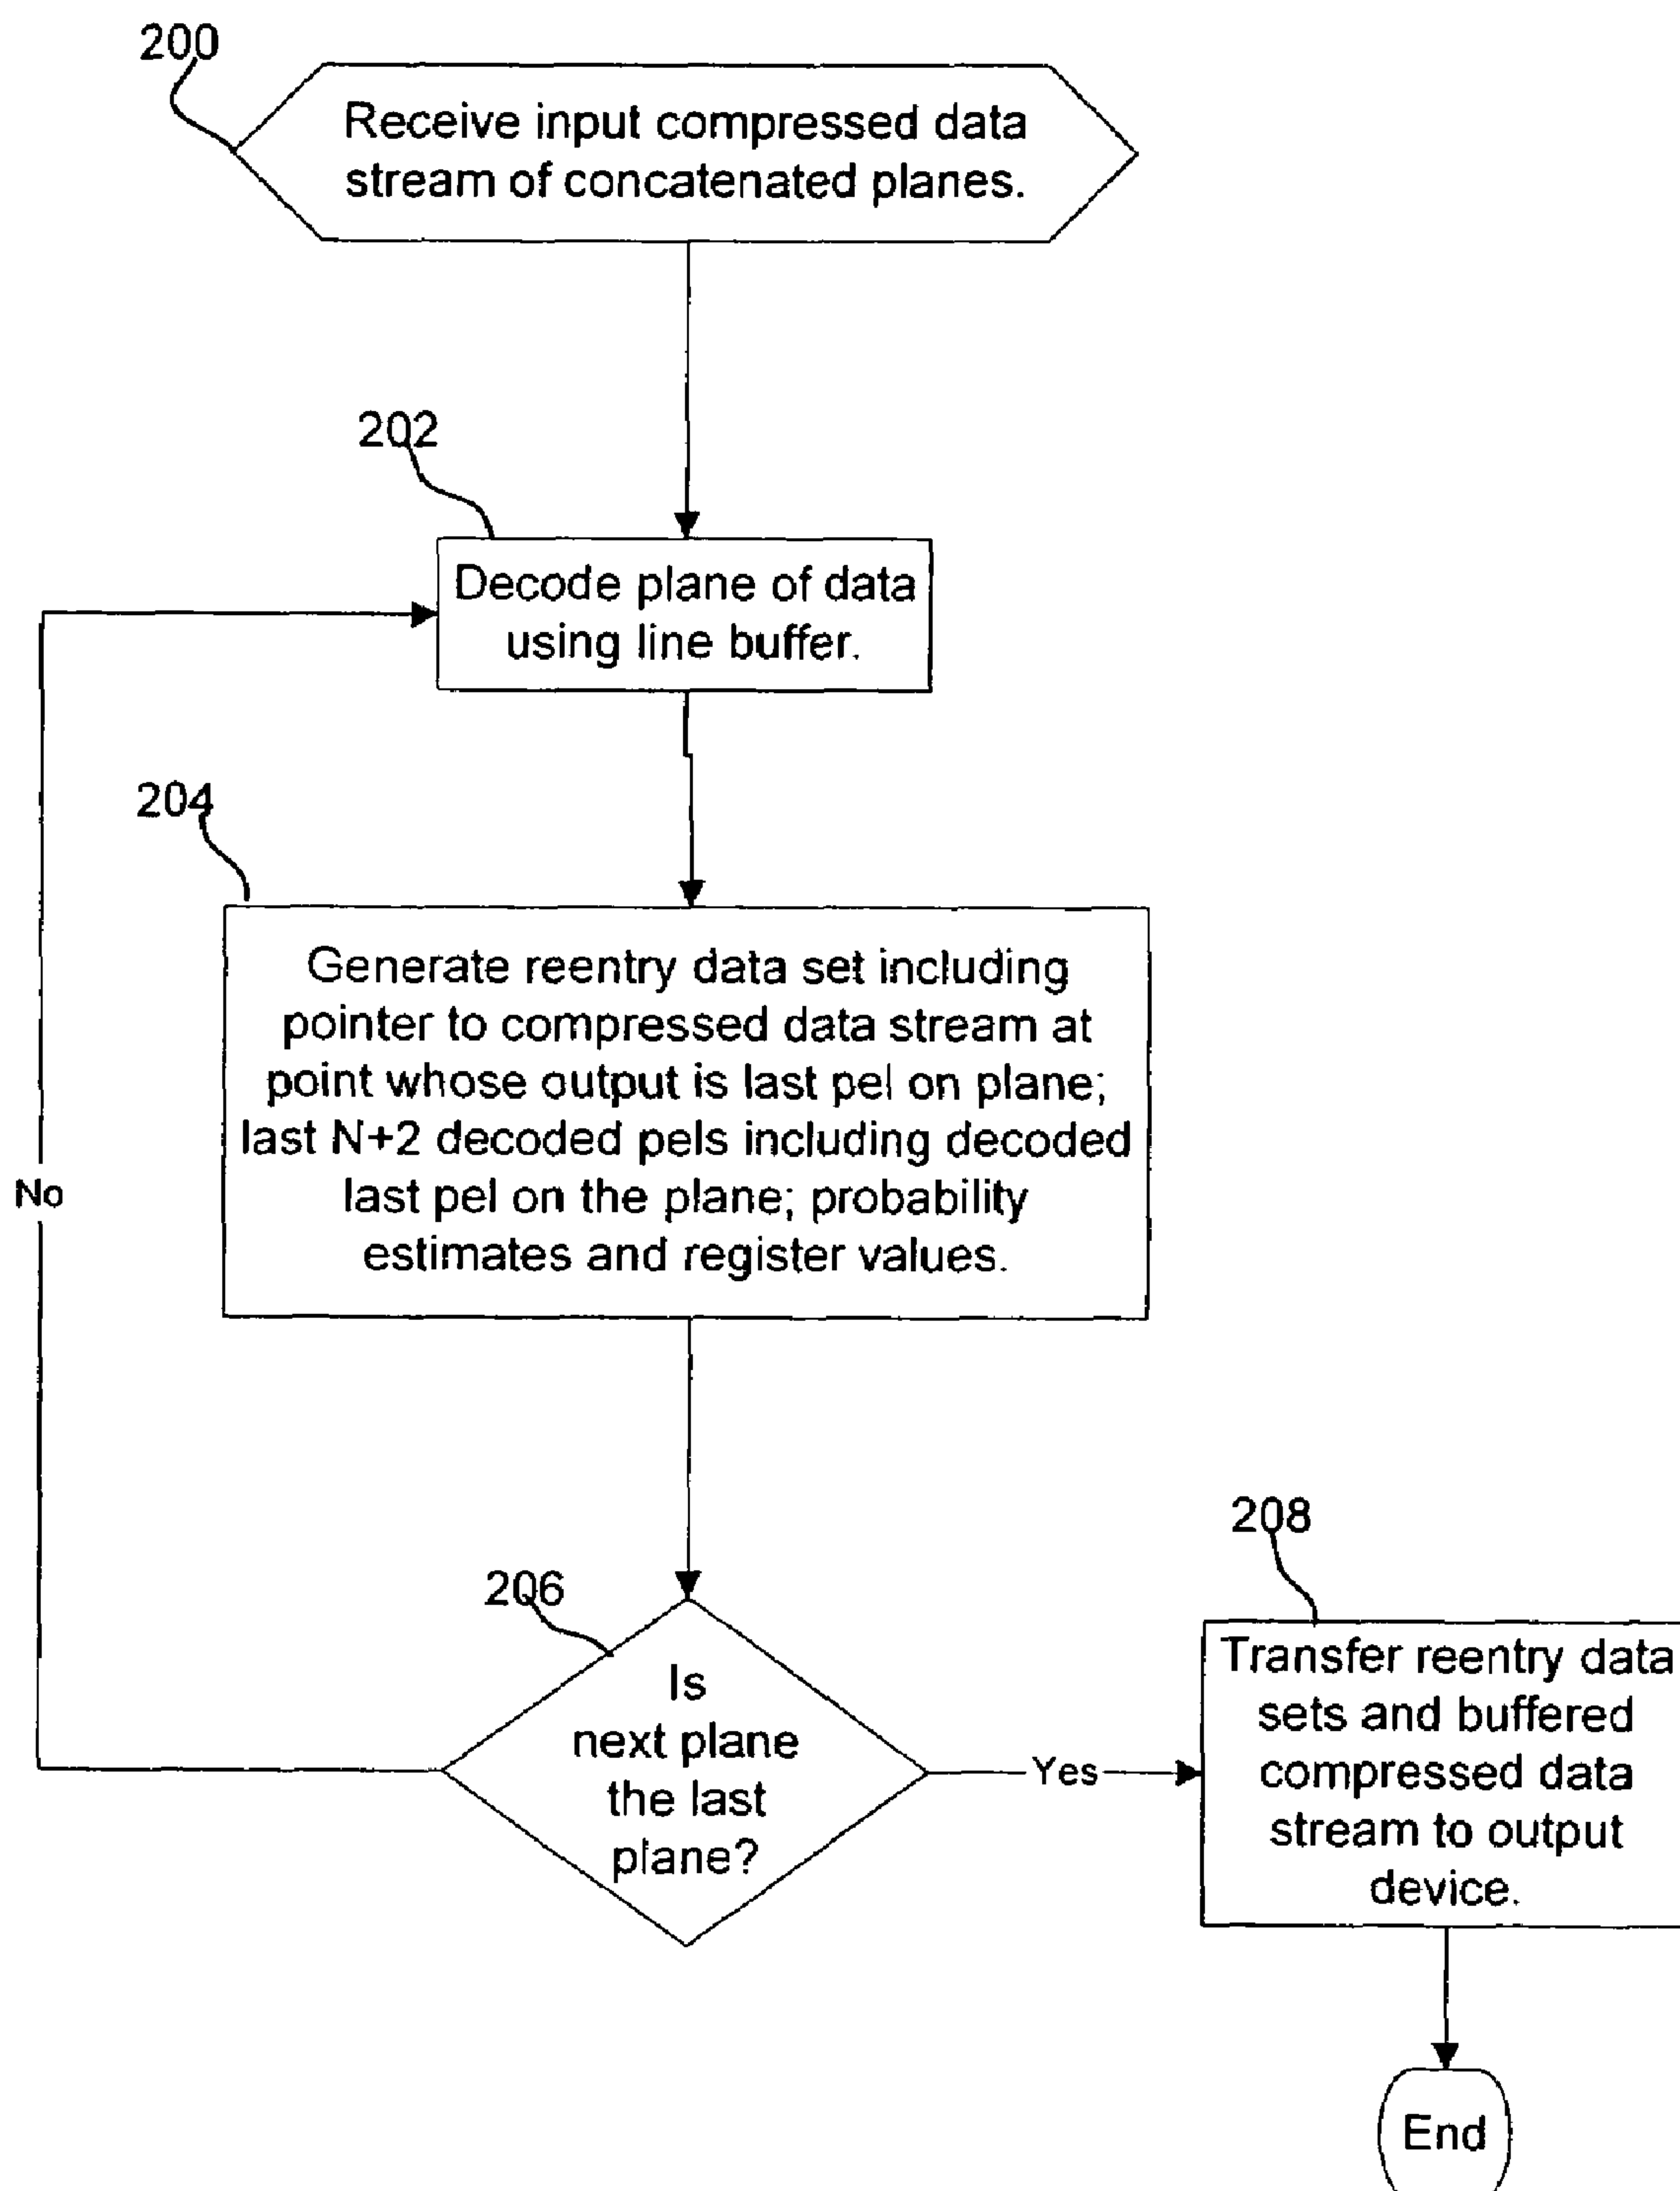 200
Receive input compressed data
stream of concatenated planes.
202
Decode plane of data
using line buffer.
204
Generate reentry data set including
pointer to compressed data stream at
point whose output is last pel on plane;
last N+2 decoded pels including decoded
last pel on the plane; probability
estimates and register values.
No
206
Is
next plane
the last
plane?
Yes
208
Transfer reentry data
sets and buffered
compressed data
stream to output
device.
End